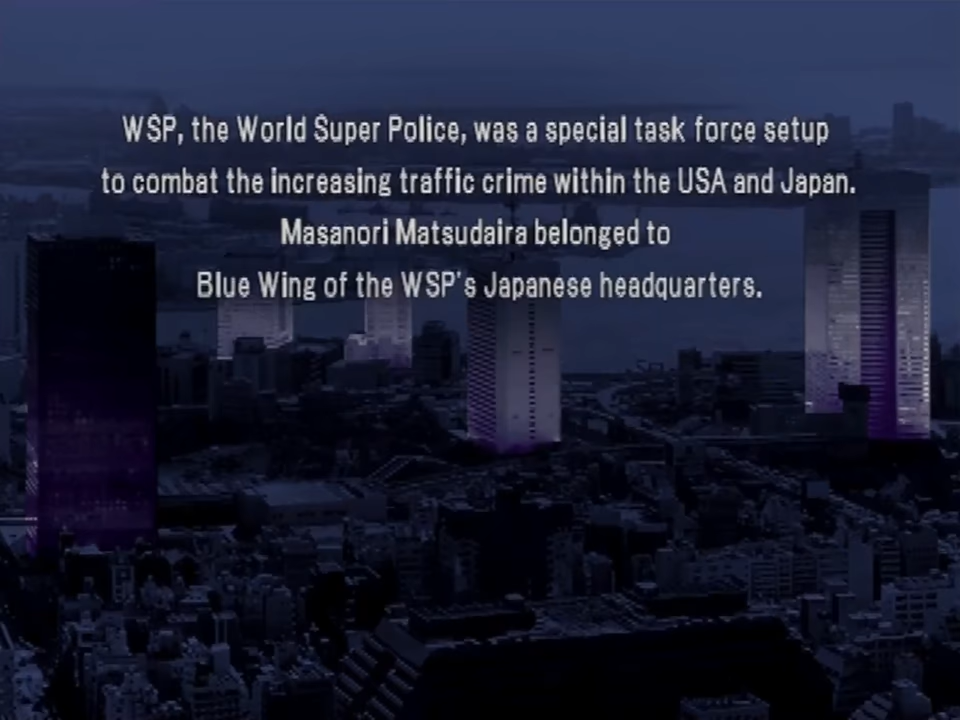 WSP, the World Super Police, was a special task force setup
to combat the increasing traffic crime within the USA and Japan.
Masanori Matsudaira belonged to
Blue Wing of the WSP's Japanese headquarters.